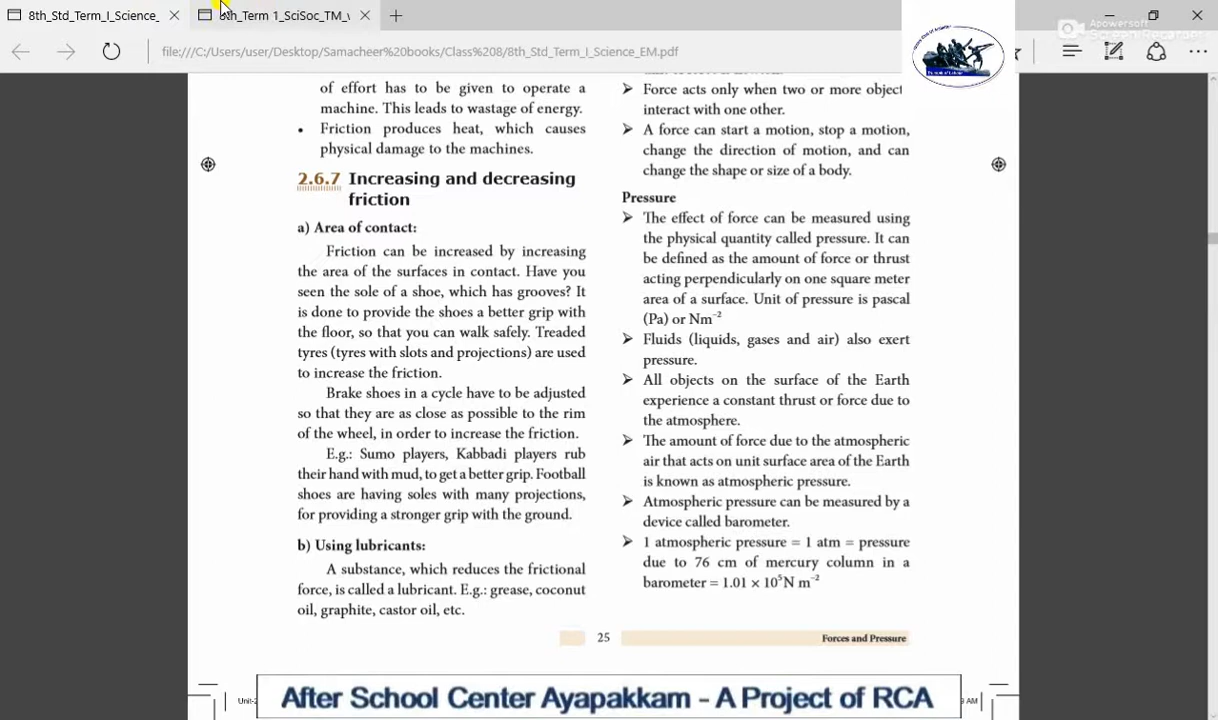 8th_Std_Term_I_Science_
8th_Term 1_SciSoc_TM_
Apowersoft
Screen Recorder
file:///C:/Users/user/Desktop/Samacheer%20books/Class%208/8th_Std_Term_I_Science_EM.pdf
of effort has to be given to operate a
machine. This leads to wastage of energy.
• Friction produces heat, which causes
physical damage to the machines.
2.6.7 Increasing and decreasing
friction
a) Area of contact:
Friction can be increased by increasing
the area of the surfaces in contact. Have you
seen the sole of a shoe, which has grooves? It
is done to provide the shoes a better grip with
the floor, so that you can walk safely. Treaded
tyres (tyres with slots and projections) are used
to increase the friction.
Brake shoes in a cycle have to be adjusted
so that they are as close as possible to the rim
of the wheel, in order to increase the friction.
E.g.: Sumo players, Kabbadi players rub
their hand with mud, to get a better grip. Football
shoes are having soles with many projections,
for providing a stronger grip with the ground.
b) Using lubricants:
A substance, which reduces the frictional
force, is called a lubricant. E.g.: grease, coconut
oil, graphite, castor oil, etc.
➢ Force acts only when two or more object
interact with one other.
➢ A force can start a motion, stop a motion,
change the direction of motion, and can
change the shape or size of a body.
Pressure
➢ The effect of force can be measured using
the physical quantity called pressure. It can
be defined as the amount of force or thrust
acting perpendicularly on one square meter
area of a surface. Unit of pressure is pascal
(Pa) or Nm⁻²
➢ Fluids (liquids, gases and air) also exert
pressure.
➢ All objects on the surface of the Earth
experience a constant thrust or force due to
the atmosphere.
➢ The amount of force due to the atmospheric
air that acts on unit surface area of the Earth
is known as atmospheric pressure.
➢ Atmospheric pressure can be measured by a
device called barometer.
➢ 1 atmospheric pressure = 1 atm = pressure
due to 76 cm of mercury column in a
barometer = 1.01 × 10⁵N m⁻²
25
Forces and Pressure
Unit-
AM
After School Center Ayapakkam - A Project of RCA